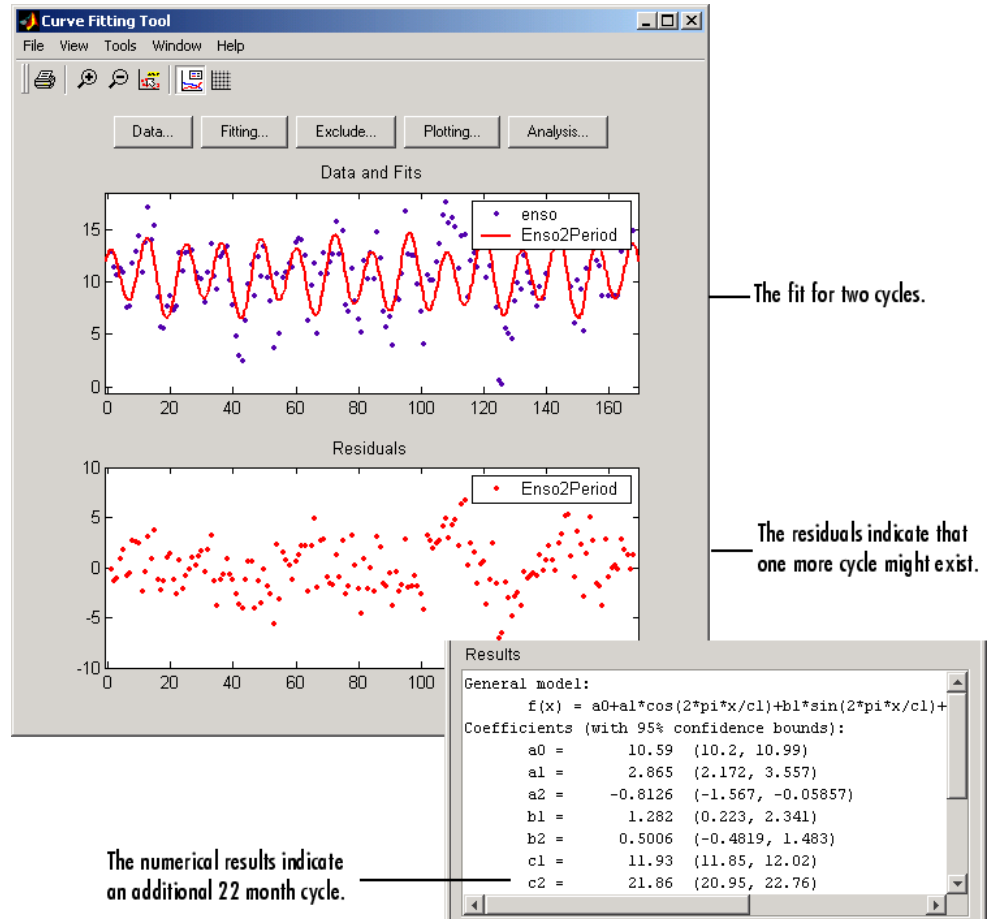 Curve Fitting Tool
File View Tools Window Help
Data... Fitting... Exclude... Plotting... Analysis...
Data and Fits
enso
Enso2Period
15
10
5
0
0 20 40 60 80 100 120 140 160
The fit for two cycles.
Residuals
Enso2Period
10
5
0
-5
-10
0 20 40 60 80 100
The residuals indicate that
one more cycle might exist.
Results
General model:
f(x) = a0+a1*cos(2*pi*x/c1)+b1*sin(2*pi*x/c1)+
Coefficients (with 95% confidence bounds):
a0 = 10.59 (10.2, 10.99)
a1 = 2.865 (2.172, 3.557)
a2 = -0.8126 (-1.567, -0.05857)
b1 = 1.282 (0.223, 2.341)
b2 = 0.5006 (-0.4819, 1.483)
c1 = 11.93 (11.85, 12.02)
c2 = 21.86 (20.95, 22.76)
The numerical results indicate
an additional 22 month cycle.